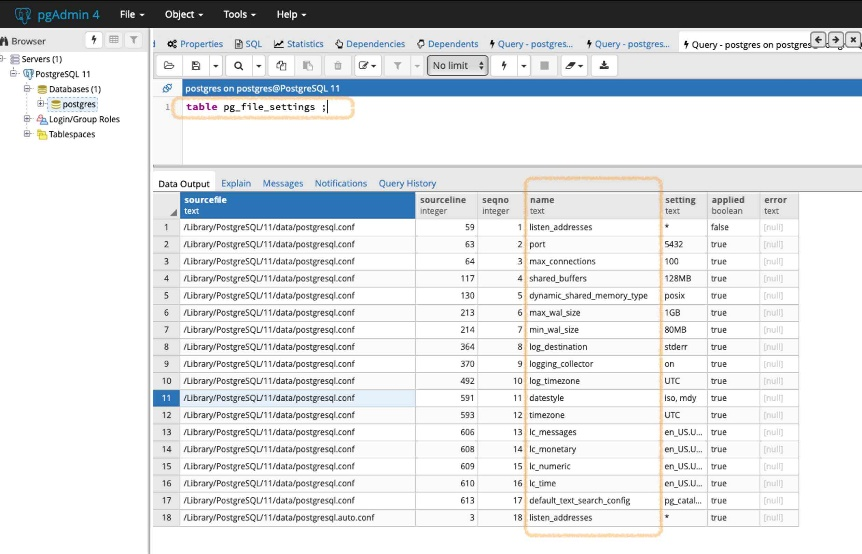 pgAdmin 4 File Object Tools Help
Browser
Properties SQL Statistics Dependencies Dependents Query - postgres... Query - postgres... Query - postgres on postgres
Servers (1)
PostgreSQL 11
Databases (1)
postgres
Login/Group Roles
Tablespaces
No limit
postgres on postgres@PostgreSQL 11
1 table pg_file_settings ;
Data Output Explain Messages Notifications Query History
sourcefile sourceline seqno name setting applied error
text integer integer text text boolean text
1 /Library/PostgreSQL/11/data/postgresql.conf 59 1 listen_addresses * false [null]
2 /Library/PostgreSQL/11/data/postgresql.conf 63 2 port 5432 true [null]
3 /Library/PostgreSQL/11/data/postgresql.conf 64 3 max_connections 100 true [null]
4 /Library/PostgreSQL/11/data/postgresql.conf 117 4 shared_buffers 128MB true [null]
5 /Library/PostgreSQL/11/data/postgresql.conf 130 5 dynamic_shared_memory_type posix true [null]
6 /Library/PostgreSQL/11/data/postgresql.conf 213 6 max_wal_size 1GB true [null]
7 /Library/PostgreSQL/11/data/postgresql.conf 214 7 min_wal_size 80MB true [null]
8 /Library/PostgreSQL/11/data/postgresql.conf 364 8 log_destination stderr true [null]
9 /Library/PostgreSQL/11/data/postgresql.conf 370 9 logging_collector on true [null]
10 /Library/PostgreSQL/11/data/postgresql.conf 492 10 log_timezone UTC true [null]
11 /Library/PostgreSQL/11/data/postgresql.conf 591 11 datestyle iso, mdy true [null]
12 /Library/PostgreSQL/11/data/postgresql.conf 593 12 timezone UTC true [null]
13 /Library/PostgreSQL/11/data/postgresql.conf 606 13 lc_messages en_US.U... true [null]
14 /Library/PostgreSQL/11/data/postgresql.conf 608 14 lc_monetary en_US.U... true [null]
15 /Library/PostgreSQL/11/data/postgresql.conf 609 15 lc_numeric en_US.U... true [null]
16 /Library/PostgreSQL/11/data/postgresql.conf 610 16 lc_time en_US.U... true [null]
17 /Library/PostgreSQL/11/data/postgresql.conf 613 17 default_text_search_config pg_catal... true [null]
18 /Library/PostgreSQL/11/data/postgresql.auto.conf 3 18 listen_addresses * true [null]